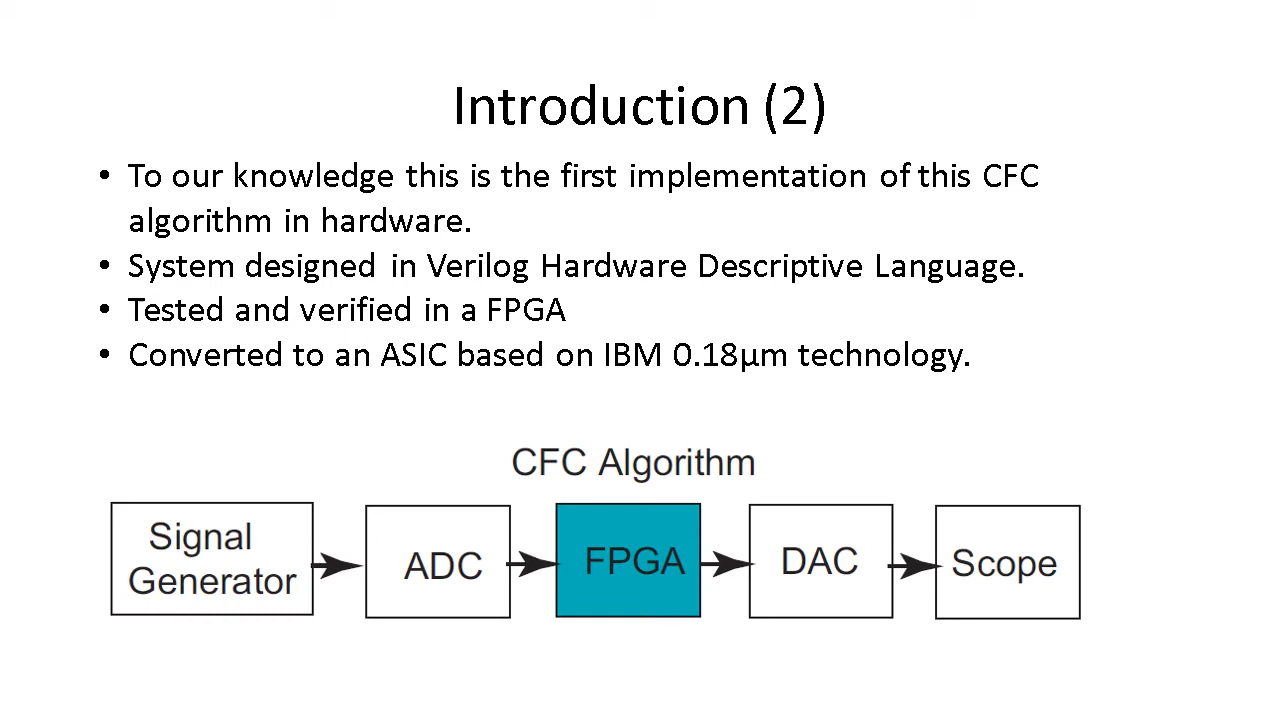 Introduction (2)
• To our knowledge this is the first implementation of this CFC
algorithm in hardware.
• System designed in Verilog Hardware Descriptive Language.
• Tested and verified in a FPGA
• Converted to an ASIC based on IBM 0.18µm technology.
CFC Algorithm
Signal
Generator
ADC
FPGA
DAC
Scope